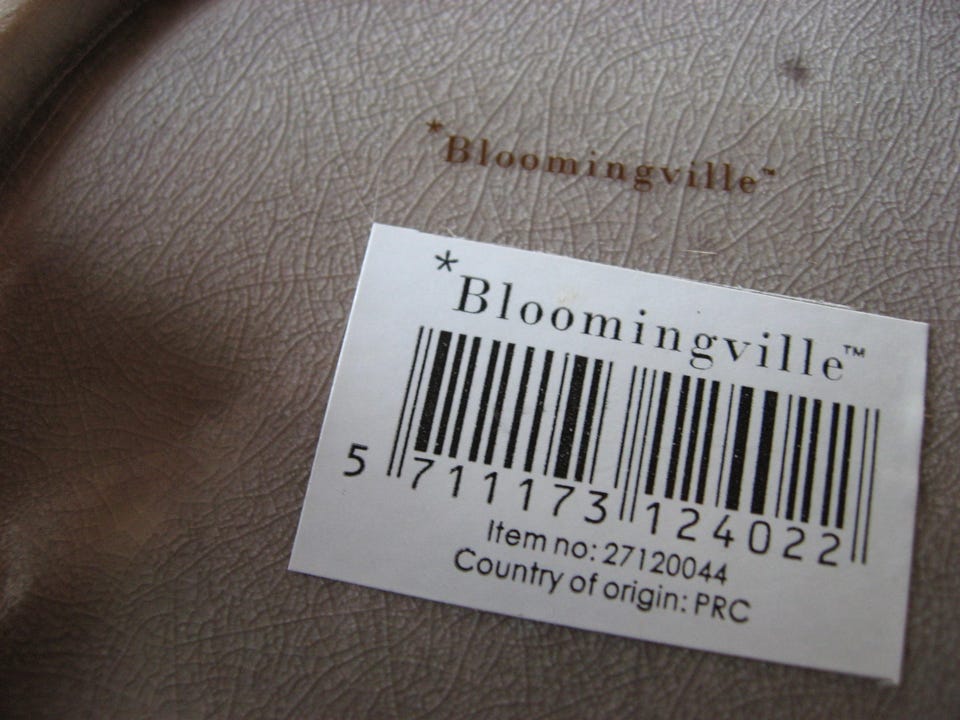 *Bloomingville™
*Bloomingville™
5 711173 124022
Item no: 27120044
Country of origin: PRC